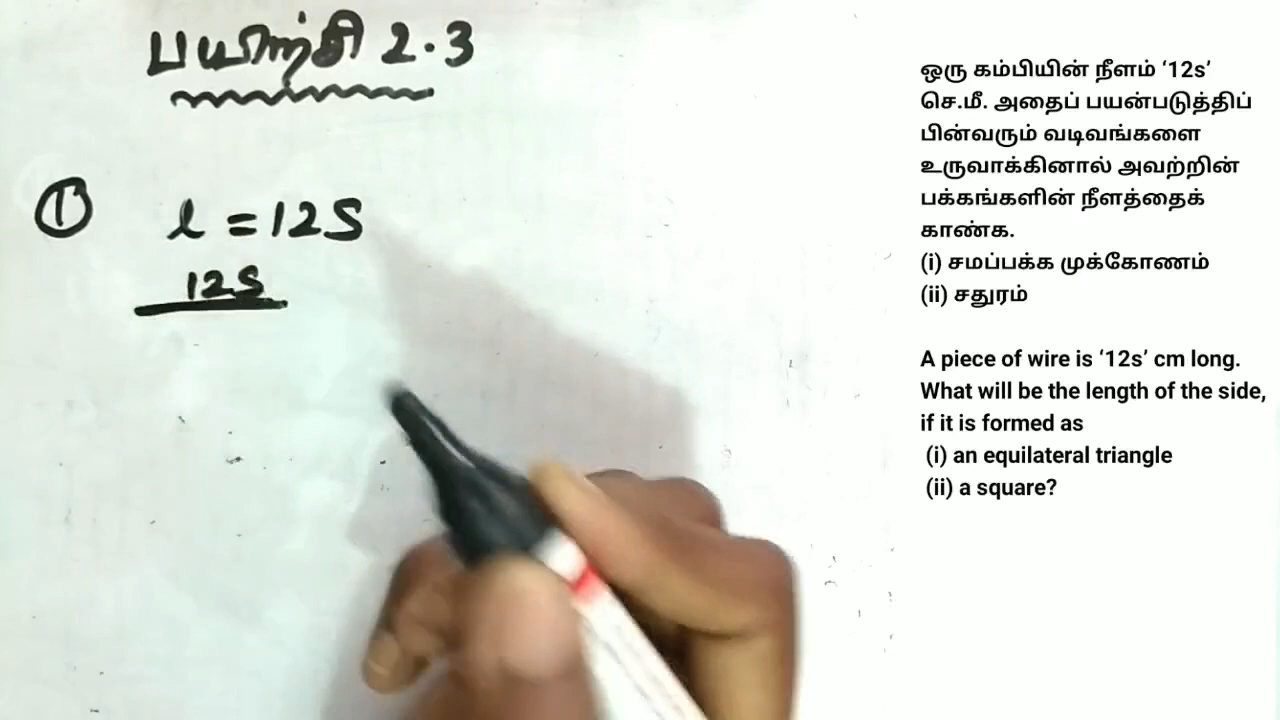 பயிற்சி 2.3
① l = 12S
12S
ஒரு கம்பியின் நீளம் ‘12s’
செ.மீ. அதைப் பயன்படுத்திப்
பின்வரும் வடிவங்களை
உருவாக்கினால் அவற்றின்
பக்கங்களின் நீளத்தைக்
காண்க.
(i) சமப்பக்க முக்கோணம்
(ii) சதுரம்
A piece of wire is ‘12s’ cm long.
What will be the length of the side,
if it is formed as
(i) an equilateral triangle
(ii) a square?